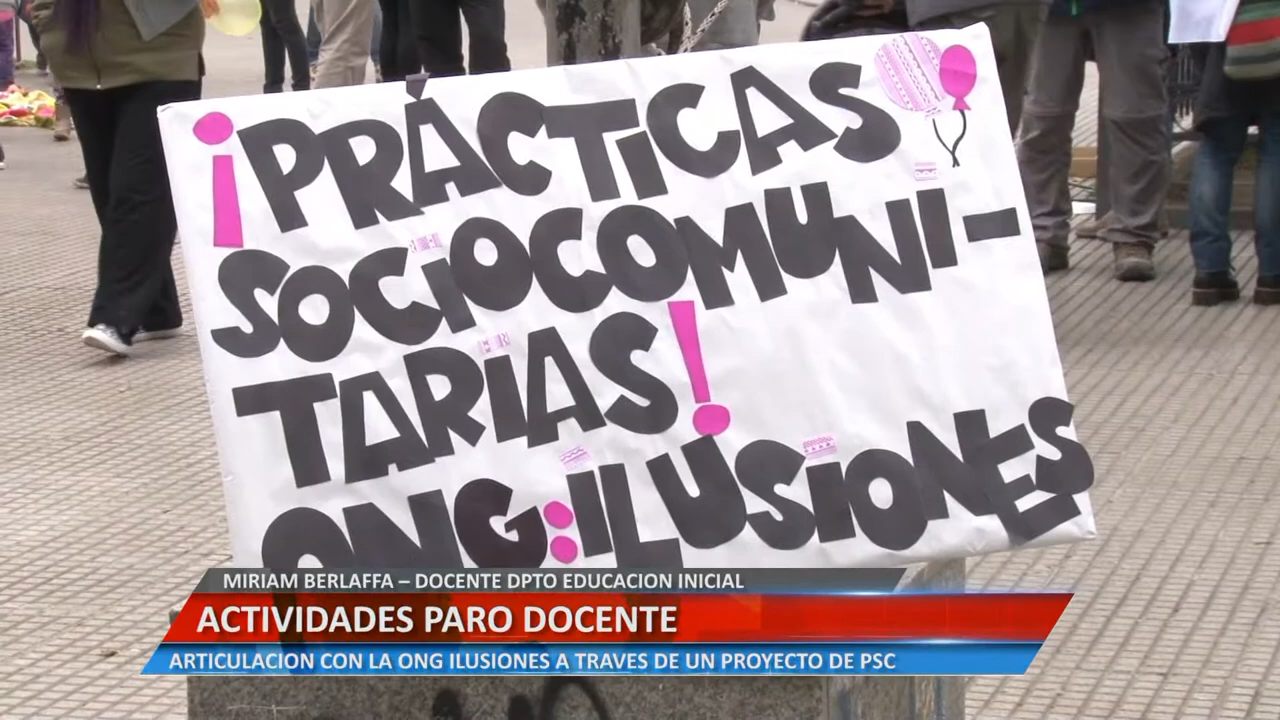 ¡PRÁCTICAS
SOCIOCOMUNI-
TARIAS!
ONG:ILUSIONES
MIRIAM BERLAFFA – DOCENTE DPTO EDUCACION INICIAL
ACTIVIDADES PARO DOCENTE
ARTICULACION CON LA ONG ILUSIONES A TRAVES DE UN PROYECTO DE PSC